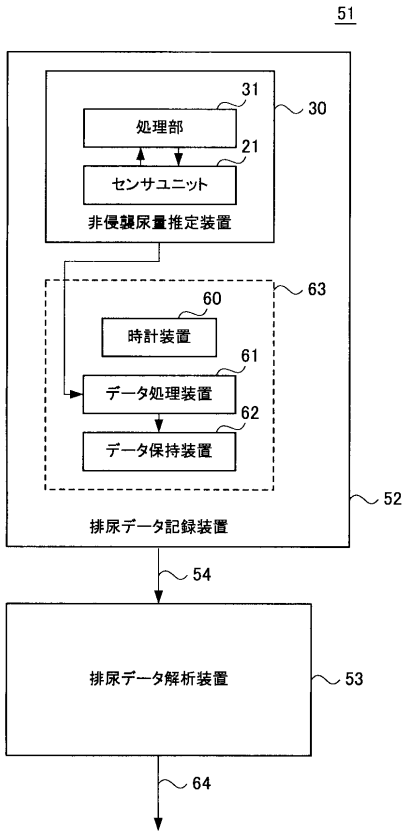 51
31
30
処理部
21
センサユニット
非侵襲尿量推定装置
63
60
時計装置
61
データ処理装置
62
データ保持装置
52
排尿データ記録装置
54
排尿データ解析装置
53
64